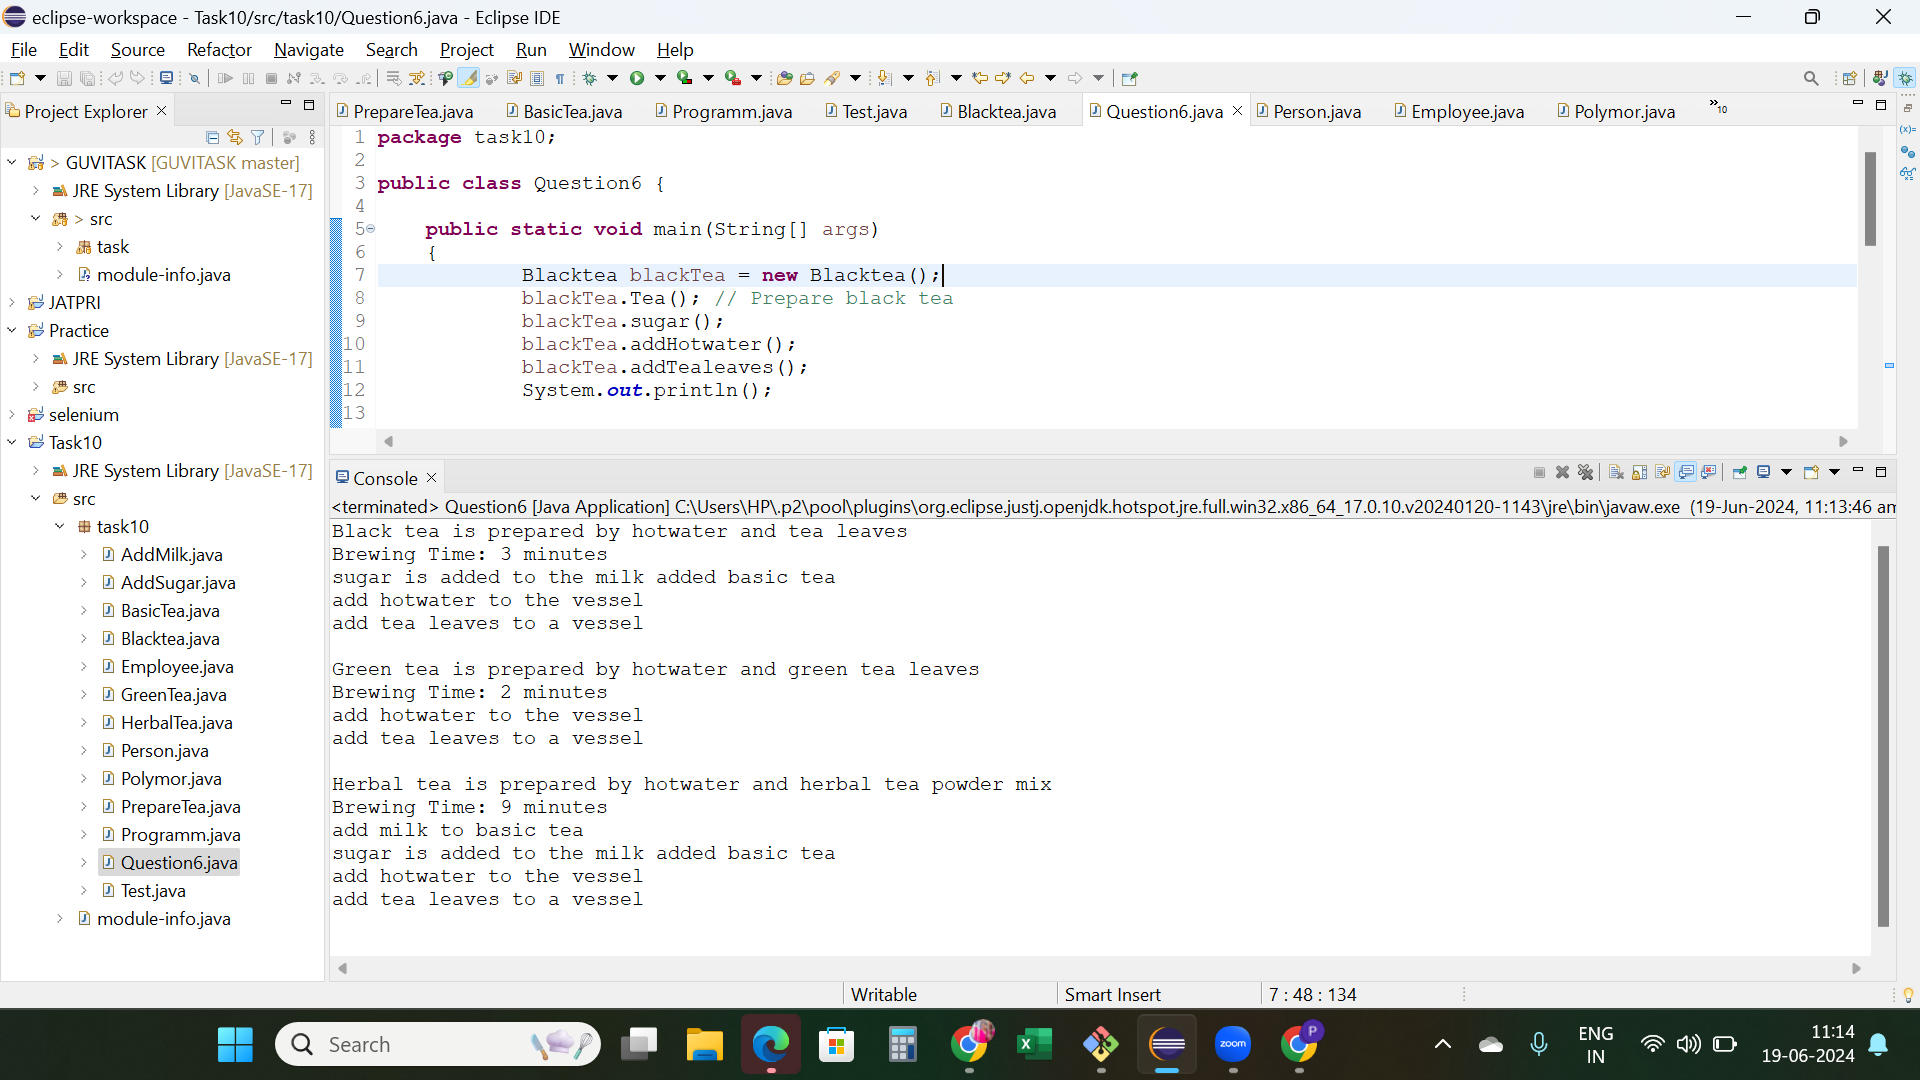 eclipse-workspace - Task10/src/task10/Question6.java - Eclipse IDE
File Edit Source Refactor Navigate Search Project Run Window Help
Project Explorer
GUVITASK [GUVITASK master]
JRE System Library [JavaSE-17]
> src
task
module-info.java
JATPRI
Practice
JRE System Library [JavaSE-17]
src
selenium
Task10
JRE System Library [JavaSE-17]
src
task10
AddMilk.java
AddSugar.java
BasicTea.java
Blacktea.java
Employee.java
GreenTea.java
HerbalTea.java
Person.java
Polymor.java
PrepareTea.java
Programm.java
Question6.java
Test.java
module-info.java
PrepareTea.java BasicTea.java Programm.java Test.java Blacktea.java Question6.java Person.java Employee.java Polymor.java »10
1 package task10;
2
3 public class Question6 {
4
5 public static void main(String[] args)
6 {
7 Blacktea blackTea = new Blacktea();
8 blackTea.Tea(); // Prepare black tea
9 blackTea.sugar();
10 blackTea.addHotwater();
11 blackTea.addTealeaves();
12 System.out.println();
13
Console
<terminated> Question6 [Java Application] C:\Users\HP\.p2\pool\plugins\org.eclipse.justj.openjdk.hotspot.jre.full.win32.x86_64_17.0.10.v20240120-1143\jre\bin\javaw.exe (19-Jun-2024, 11:13:46 am
Black tea is prepared by hotwater and tea leaves
Brewing Time: 3 minutes
sugar is added to the milk added basic tea
add hotwater to the vessel
add tea leaves to a vessel
Green tea is prepared by hotwater and green tea leaves
Brewing Time: 2 minutes
add hotwater to the vessel
add tea leaves to a vessel
Herbal tea is prepared by hotwater and herbal tea powder mix
Brewing Time: 9 minutes
add milk to basic tea
sugar is added to the milk added basic tea
add hotwater to the vessel
add tea leaves to a vessel
Writable Smart Insert 7 : 48 : 134
Search
zoom
P
ENG
IN
11:14
19-06-2024